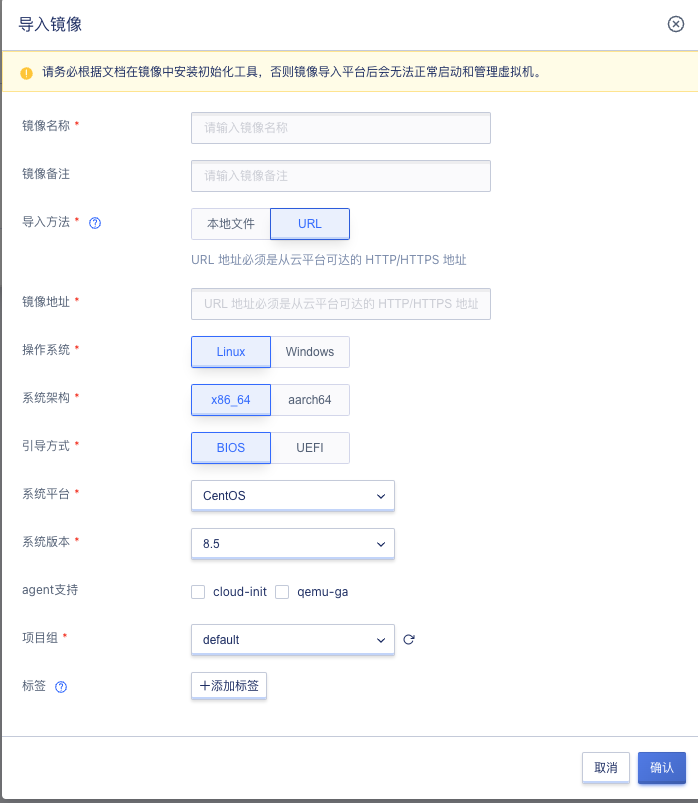 导入镜像
请务必根据文档在镜像中安装初始化工具，否则镜像导入平台后会无法正常启动和管理虚拟机。
镜像名称 * 请输入镜像名称
镜像备注 请输入镜像备注
导入方法 * 本地文件 URL
URL 地址必须是从云平台可达的 HTTP/HTTPS 地址
镜像地址 * URL 地址必须是从云平台可达的 HTTP/HTTPS 地址
操作系统 * Linux Windows
系统架构 * x86_64 aarch64
引导方式 * BIOS UEFI
系统平台 * CentOS
系统版本 * 8.5
agent支持 cloud-init qemu-ga
项目组 * default
标签 +添加标签
取消 确认